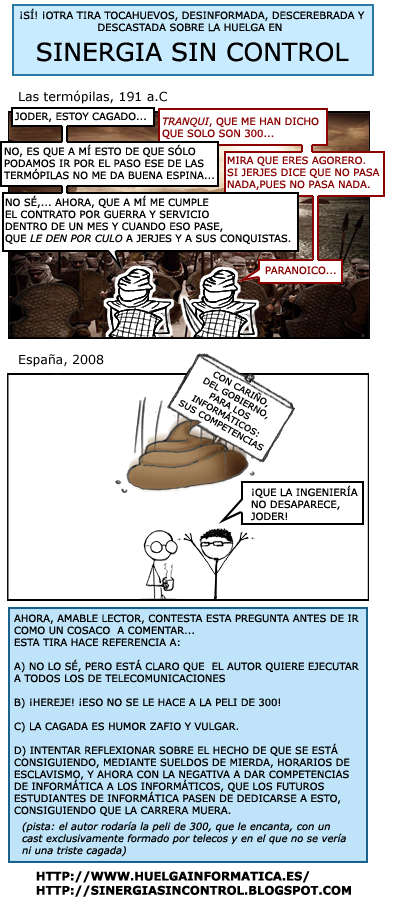 ¡SÍ! ¡OTRA TIRA TOCAHUEVOS, DESINFORMADA, DESCEREBRADA Y
DESCASTADA SOBRE LA HUELGA EN
SINERGIA SIN CONTROL
Las termópilas, 191 a.C
JODER, ESTOY CAGADO...
TRANQUI, QUE ME HAN DICHO
QUE SOLO SON 300...
NO, ES QUE A MÍ ESTO DE QUE SÓLO
PODAMOS IR POR EL PASO ESE DE LAS
TERMÓPILAS NO ME DA BUENA ESPINA...
MIRA QUE ERES AGORERO.
SI JERJES DICE QUE NO PASA
NADA,PUES NO PASA NADA.
NO SÉ,... AHORA, QUE A MÍ ME CUMPLE
EL CONTRATO POR GUERRA Y SERVICIO
DENTRO DE UN MES Y CUANDO ESO PASE,
QUE LE DEN POR CULO A JERJES Y A SUS CONQUISTAS.
PARANOICO...
España, 2008
CON CARIÑO,
DEL GOBIERNO,
PARA LOS
INFORMÁTICOS:
SUS COMPETENCIAS
¡QUE LA INGENIERÍA
NO DESAPARECE,
JODER!
AHORA, AMABLE LECTOR, CONTESTA ESTA PREGUNTA ANTES DE IR
COMO UN COSACO A COMENTAR...
ESTA TIRA HACE REFERENCIA A:
A) NO LO SÉ, PERO ESTÁ CLARO QUE EL AUTOR QUIERE EJECUTAR
A TODOS LOS DE TELECOMUNICACIONES
B) ¡HEREJE! ¡ESO NO SE LE HACE A LA PELI DE 300!
C) LA CAGADA ES HUMOR ZAFIO Y VULGAR.
D) INTENTAR REFLEXIONAR SOBRE EL HECHO DE QUE SE ESTÁ
CONSIGUIENDO, MEDIANTE SUELDOS DE MIERDA, HORARIOS DE
ESCLAVISMO, Y AHORA CON LA NEGATIVA A DAR COMPETENCIAS
DE INFORMÁTICA A LOS INFORMÁTICOS, QUE LOS FUTUROS
ESTUDIANTES DE INFORMÁTICA PASEN DE DEDICARSE A ESTO,
CONSIGUIENDO QUE LA CARRERA MUERA.
(pista: el autor rodaría la peli de 300, que le encanta, con un
cast exclusivamente formado por telecos y en el que no se vería
ni una triste cagada)
HTTP://WWW.HUELGAINFORMATICA.ES/
HTTP://SINERGIASINCONTROL.BLOGSPOT.COM